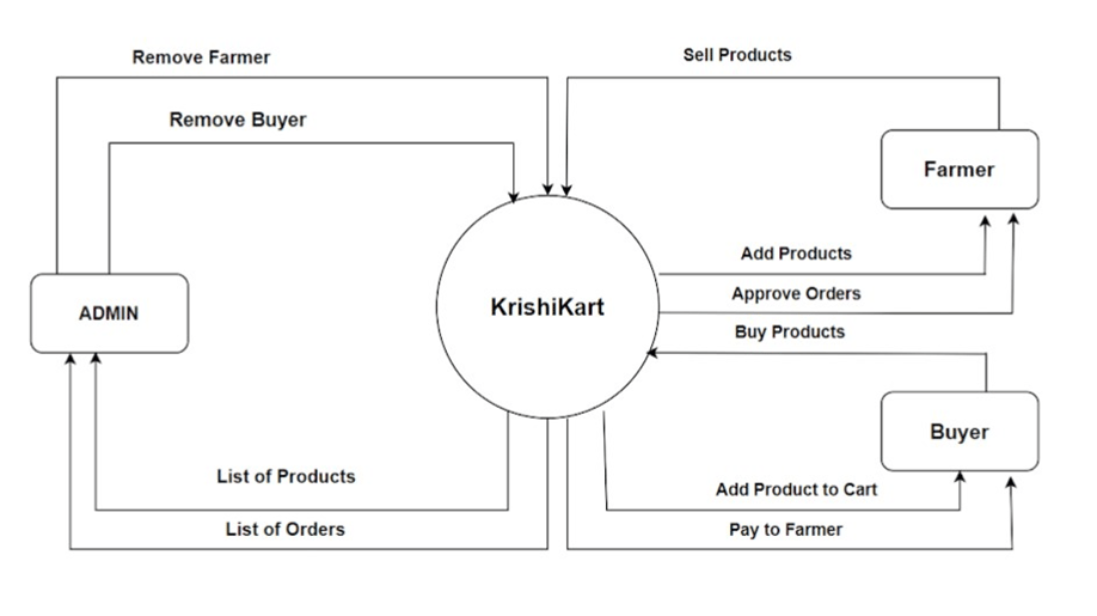 Remove Farmer
Sell Products
Remove Buyer
Farmer
Add Products
Approve Orders
KrishiKart
ADMIN
Buy Products
Buyer
List of Products
Add Product to Cart
List of Orders
Pay to Farmer